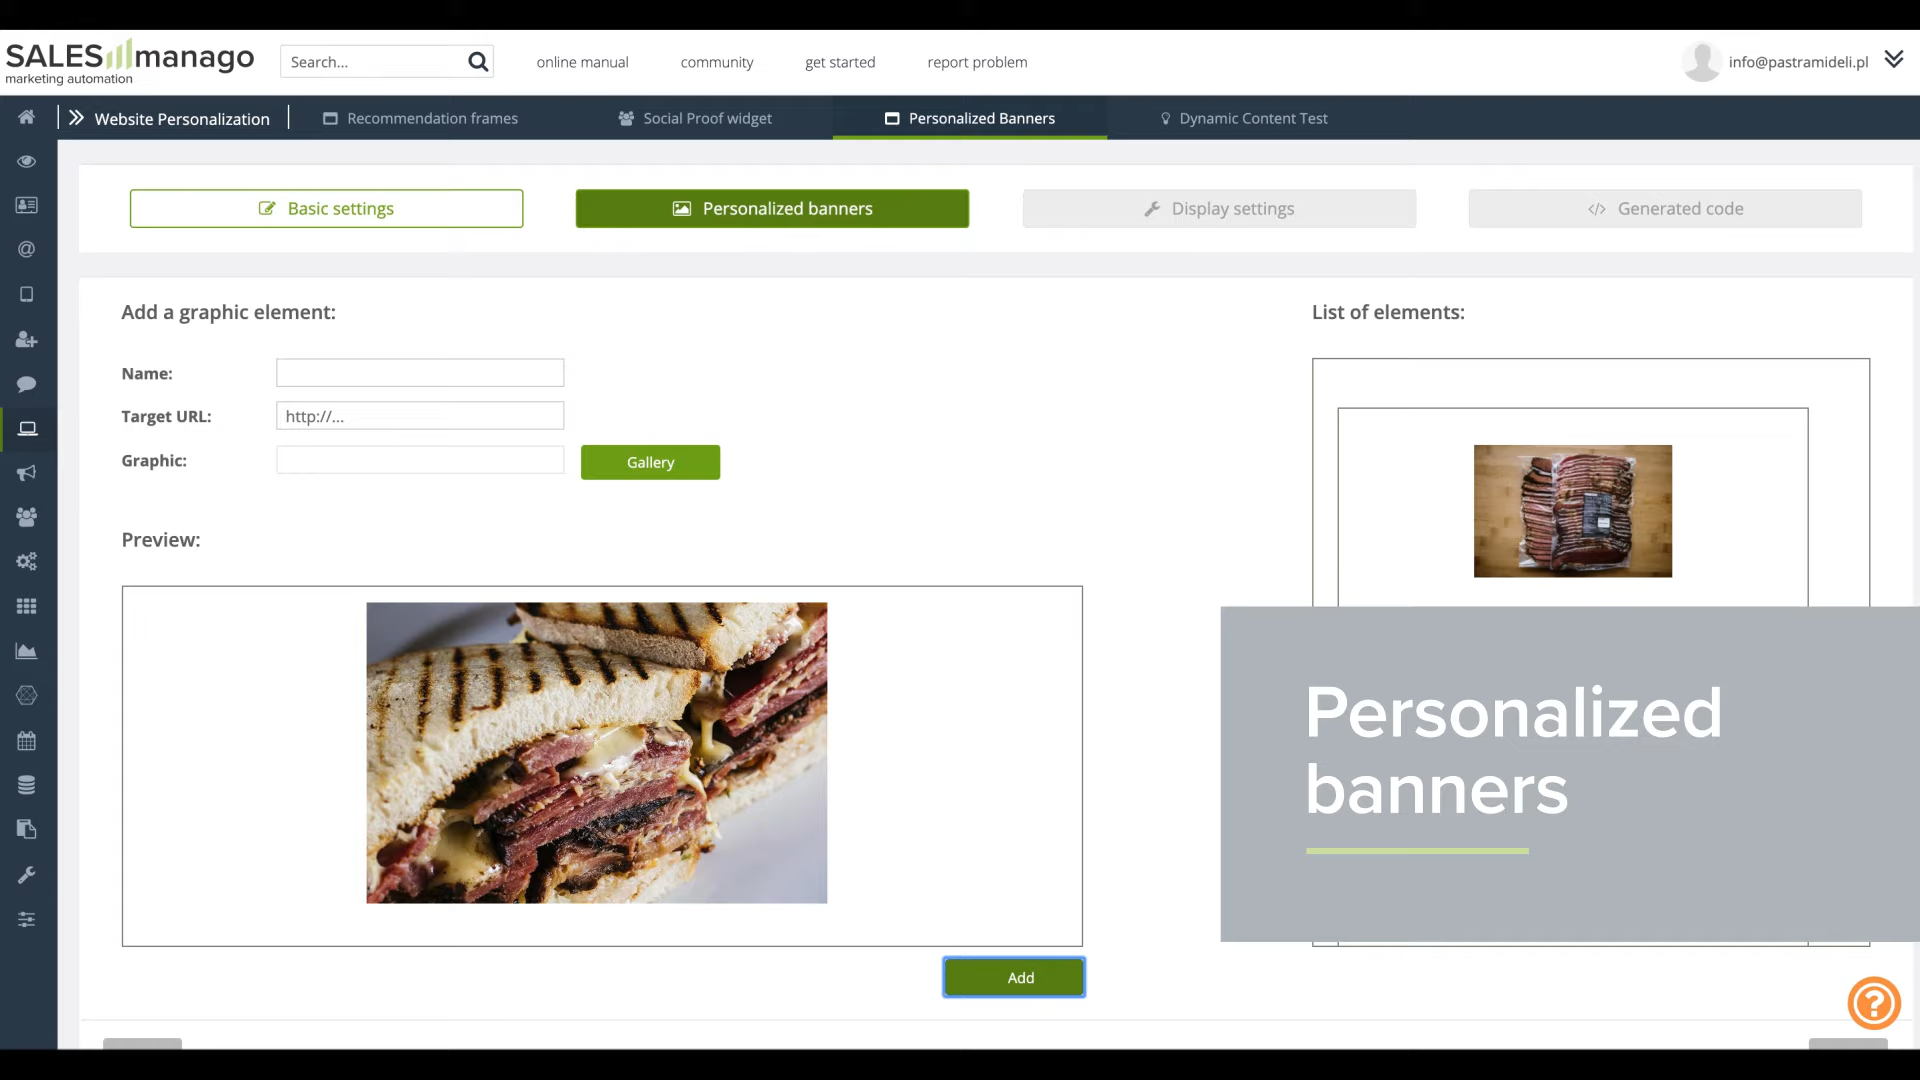 SALES manago
marketing automation
Search...
online manual
community
get started
report problem
info@pastramideli.pl
Website Personalization
Recommendation frames
Social Proof widget
Personalized Banners
Dynamic Content Test
Basic settings
Personalized banners
Display settings
</> Generated code
Add a graphic element:
List of elements:
Name:
Target URL:
http://...
Graphic:
Gallery
Preview:
Personalized
banners
Add
?